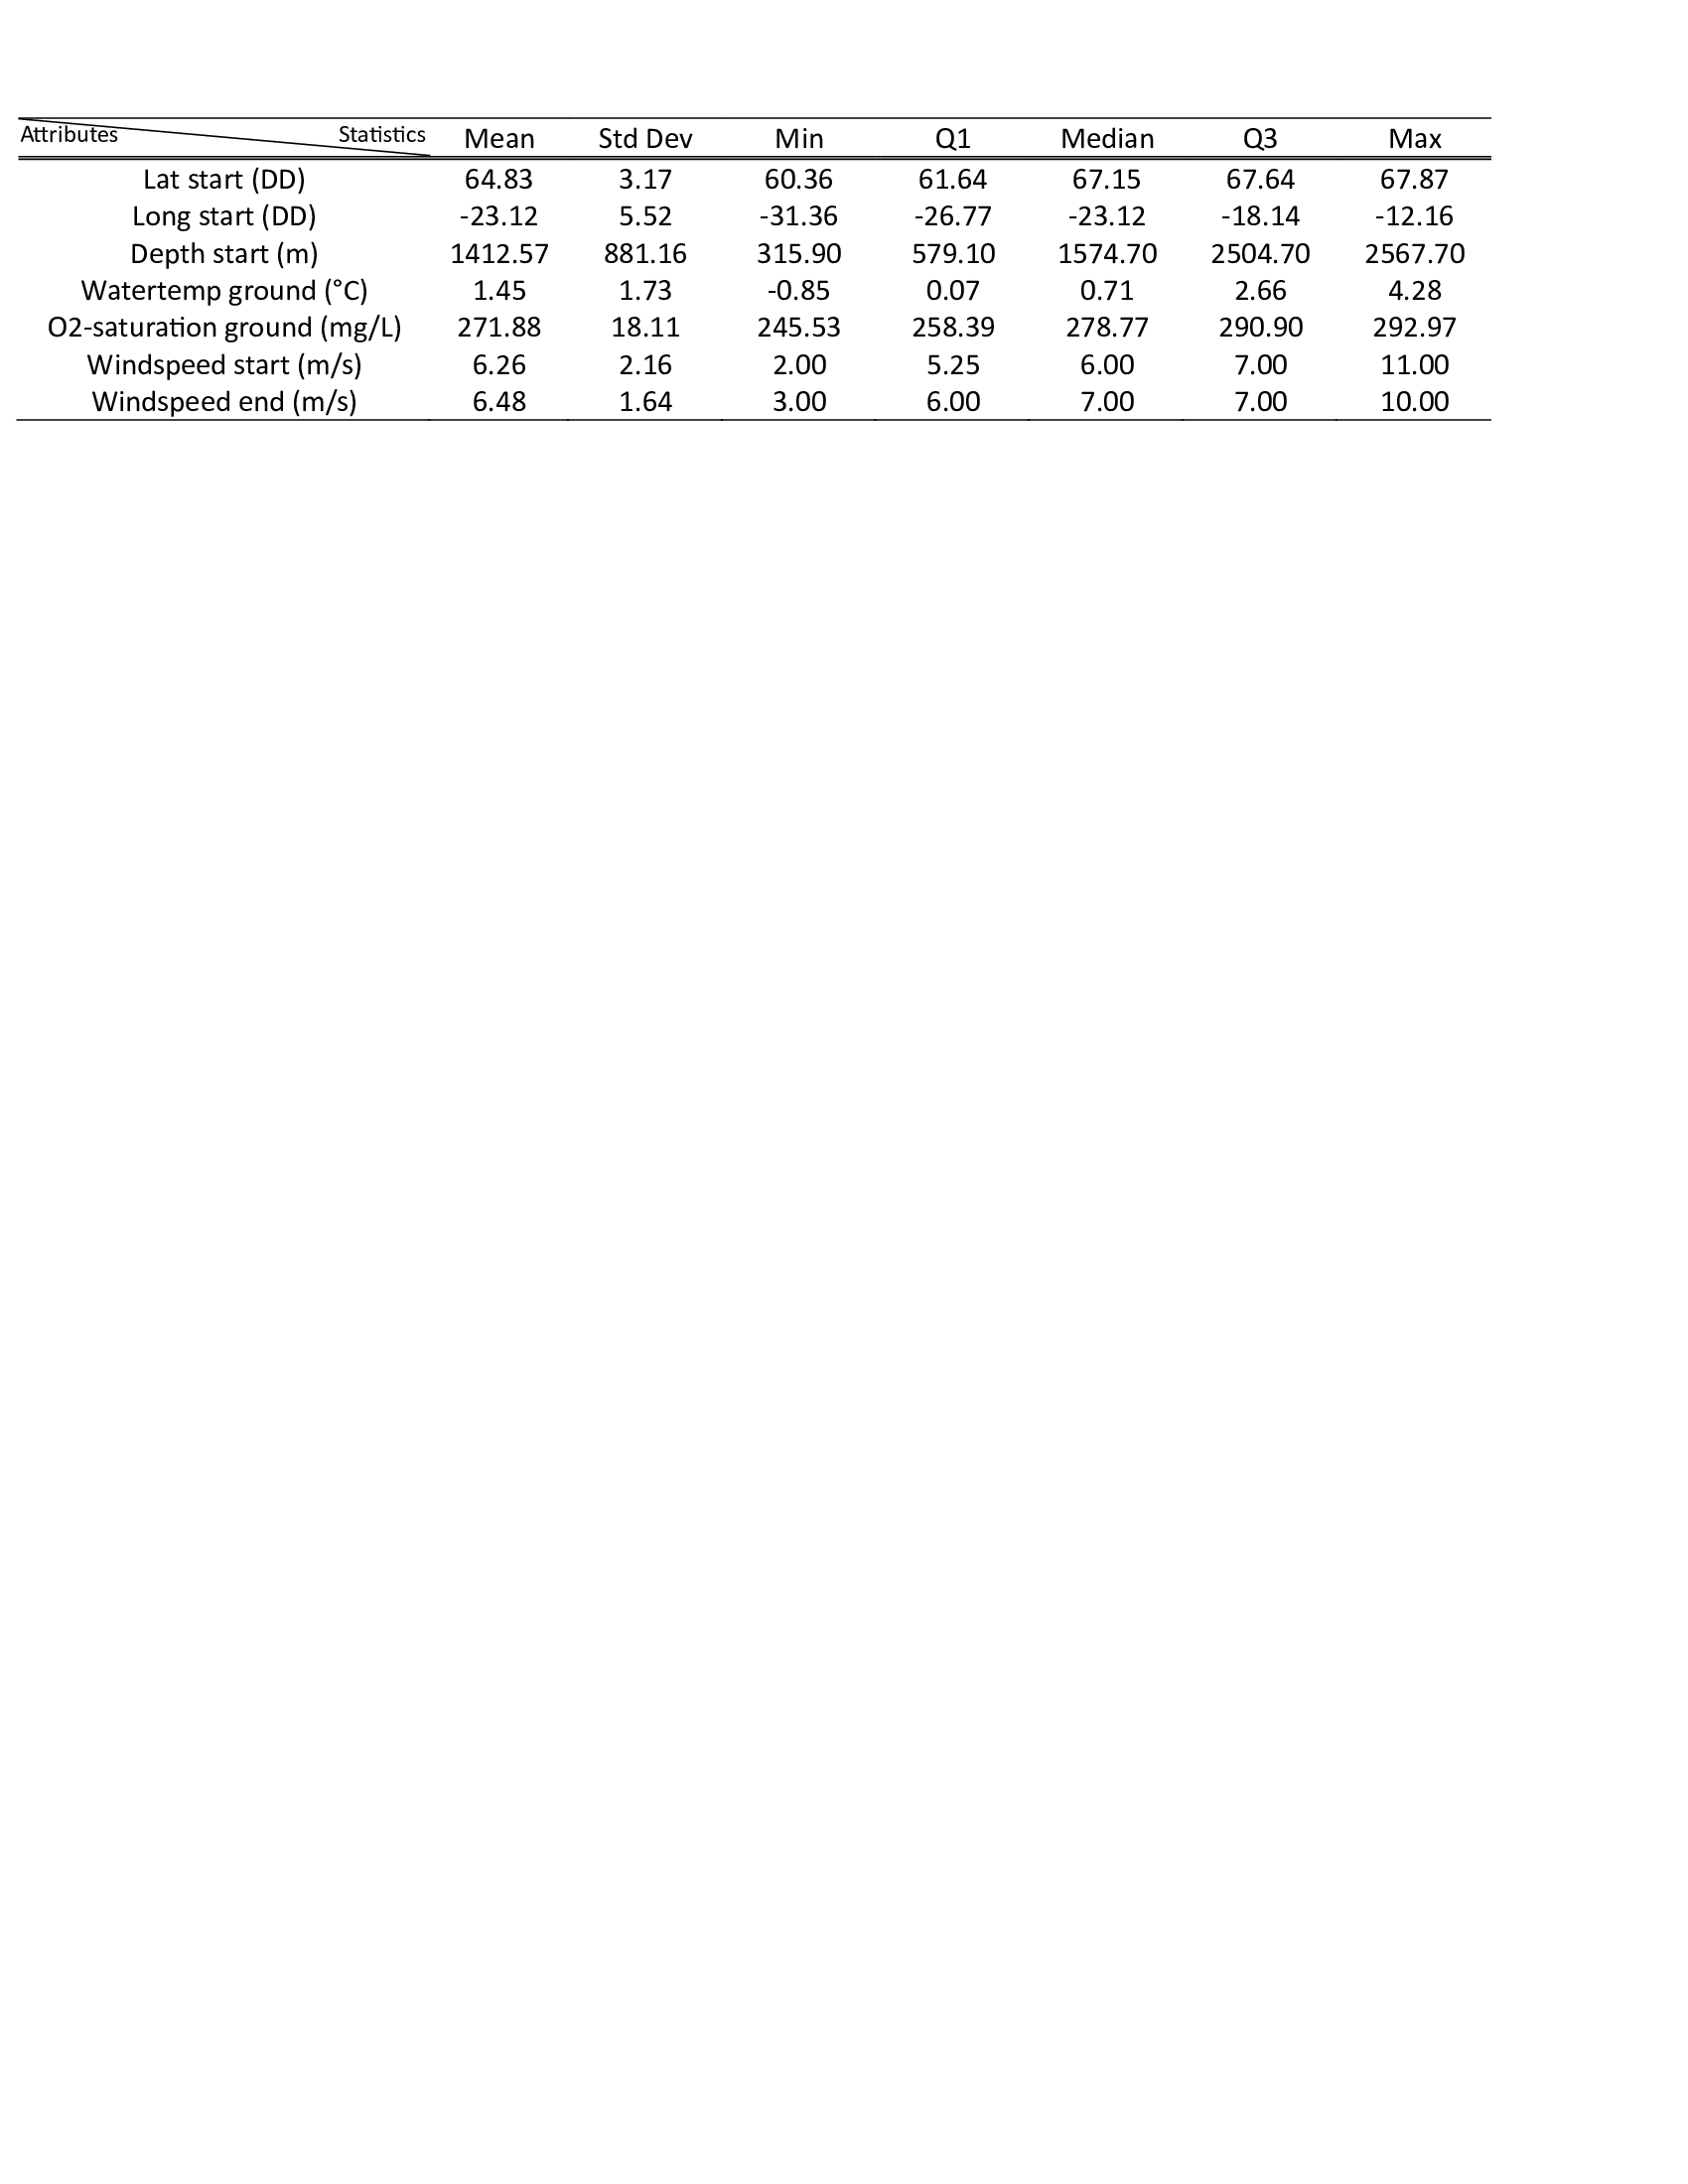 Attributes Statistics Mean Std Dev Min Q1 Median Q3 Max
Lat start (DD) 64.83 3.17 60.36 61.64 67.15 67.64 67.87
Long start (DD) -23.12 5.52 -31.36 -26.77 -23.12 -18.14 -12.16
Depth start (m) 1412.57 881.16 315.90 579.10 1574.70 2504.70 2567.70
Watertemp ground (°C) 1.45 1.73 -0.85 0.07 0.71 2.66 4.28
O2-saturation ground (mg/L) 271.88 18.11 245.53 258.39 278.77 290.90 292.97
Windspeed start (m/s) 6.26 2.16 2.00 5.25 6.00 7.00 11.00
Windspeed end (m/s) 6.48 1.64 3.00 6.00 7.00 7.00 10.00